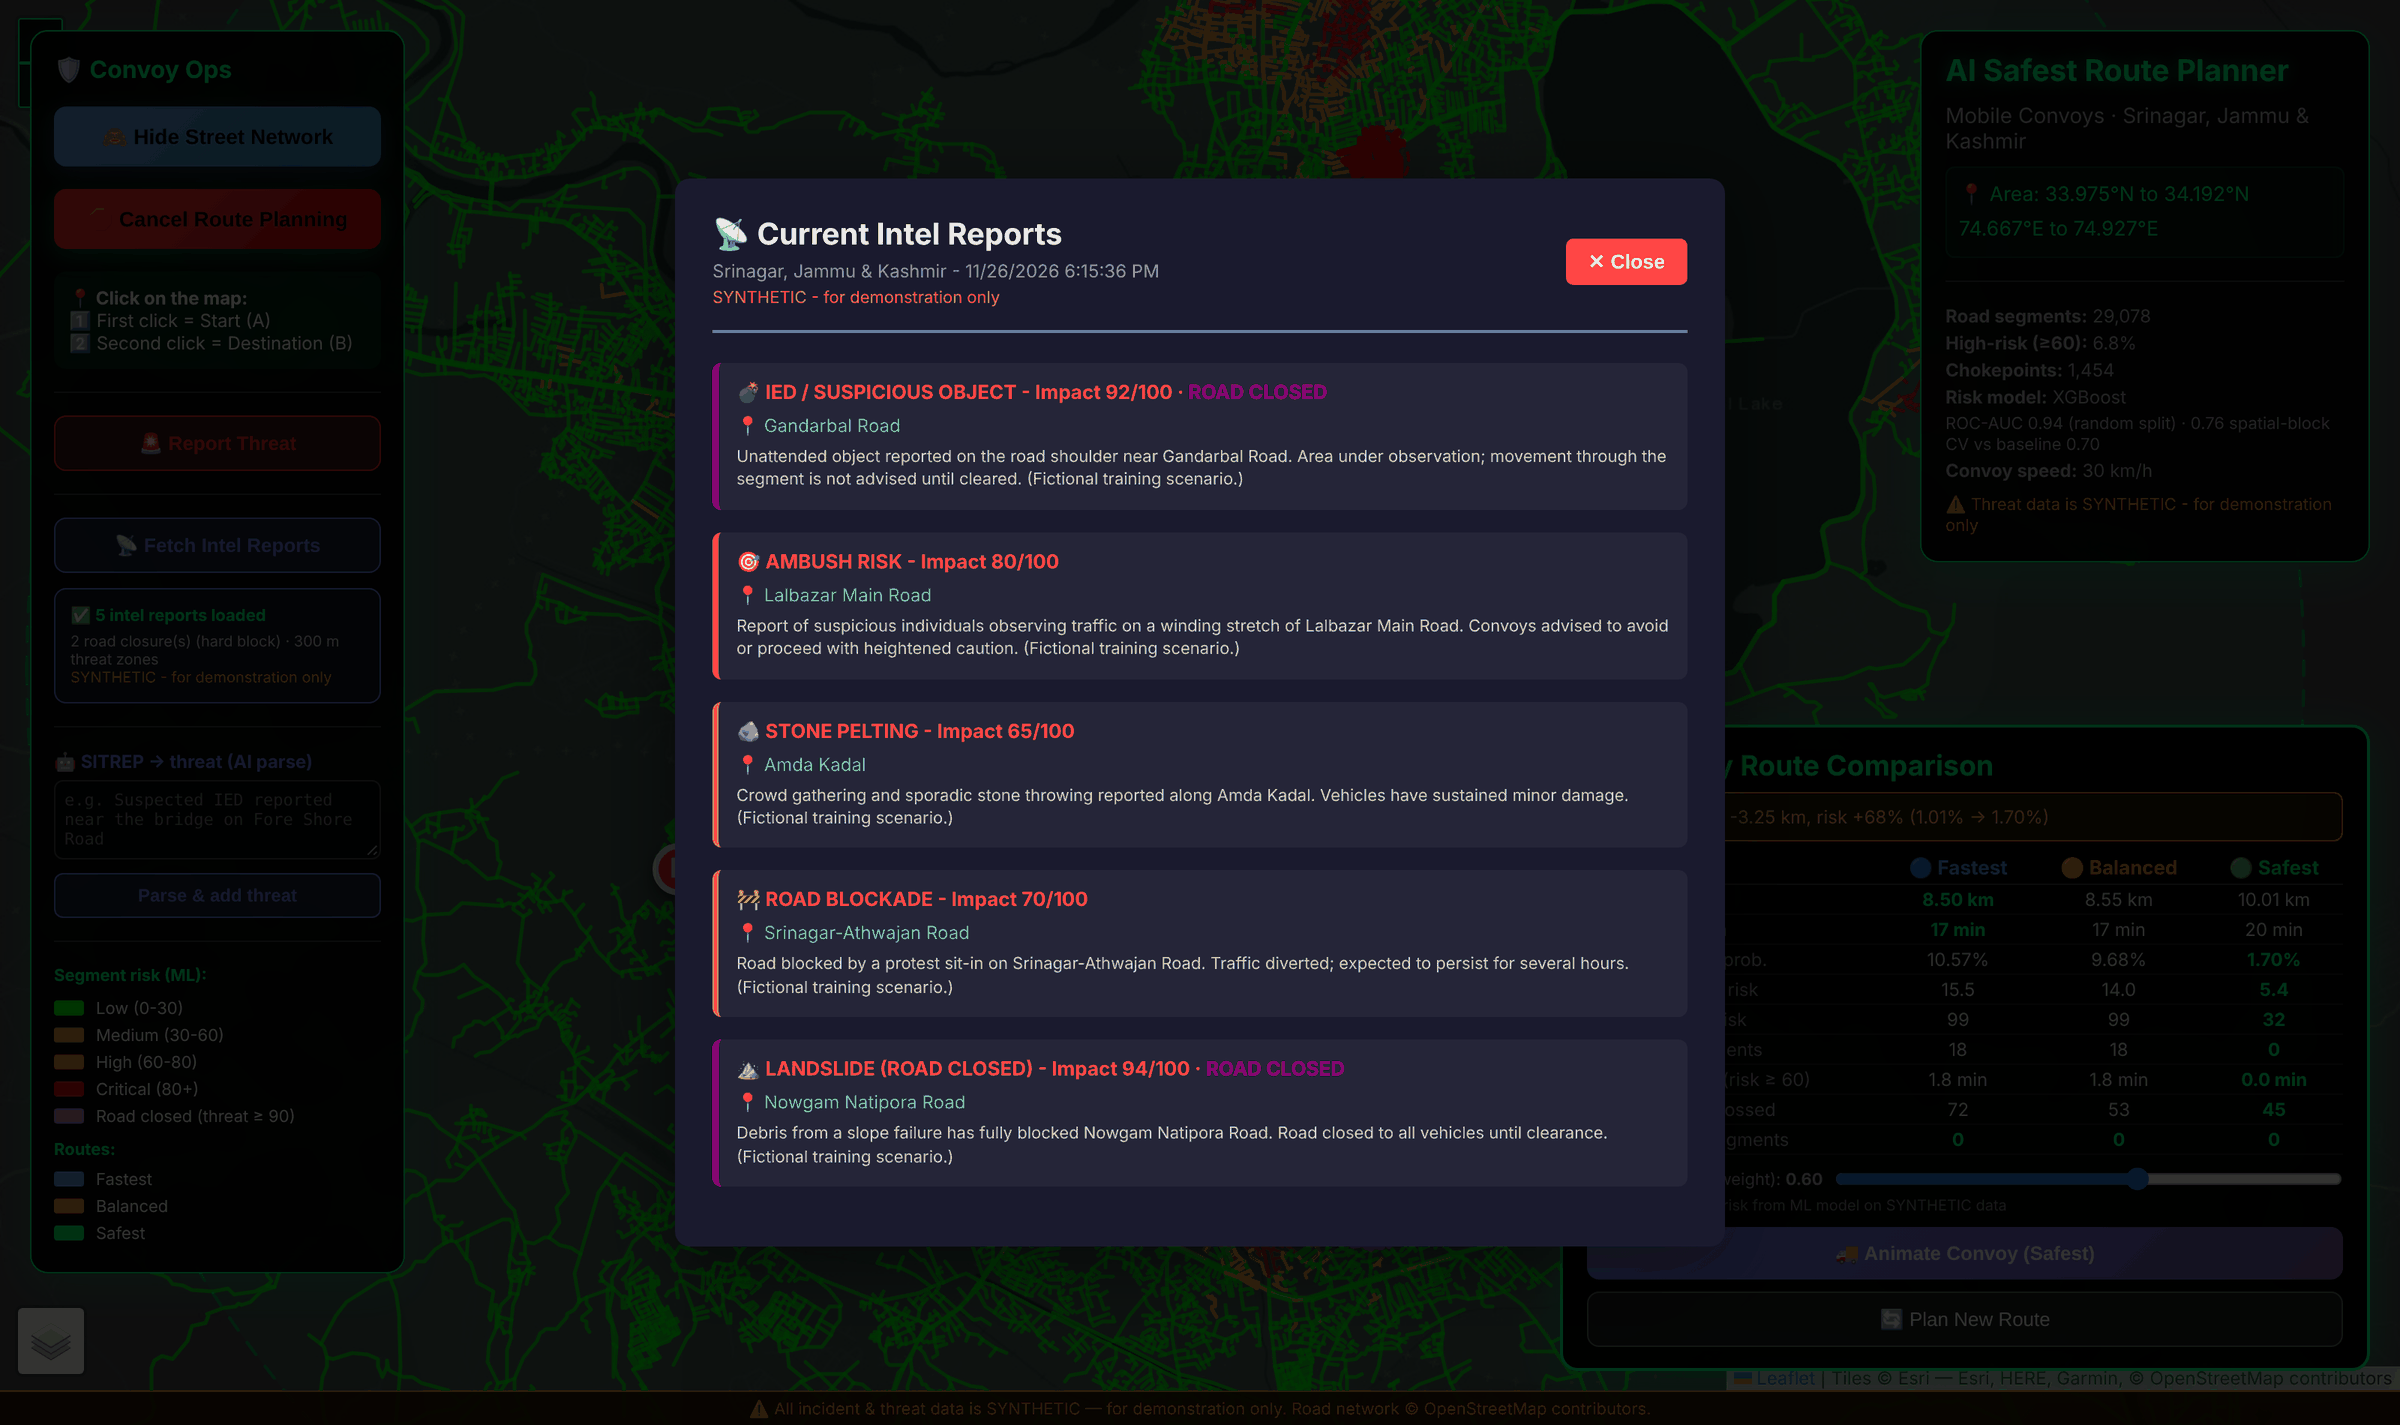 Convoy Ops
Hide Street Network
Cancel Route Planning
Click on the map:
1 First click = Start (A)
2 Second click = Destination (B)
Report Threat
Fetch Intel Reports
5 intel reports loaded
2 road closure(s) (hard block) · 300 m
threat zones
SYNTHETIC - for demonstration only
SITREP → threat (AI parse)
e.g. Suspected IED reported
near the bridge on Fore Shore
Road
Parse & add threat
Segment risk (ML):
Low (0-30)
Medium (30-60)
High (60-80)
Critical (80+)
Road closed (threat ≥ 90)
Routes:
Fastest
Balanced
Safest
Current Intel Reports
Srinagar, Jammu & Kashmir - 11/26/2026 6:15:36 PM
SYNTHETIC - for demonstration only
✕ Close
IED / SUSPICIOUS OBJECT - Impact 92/100 · ROAD CLOSED
Gandarbal Road
Unattended object reported on the road shoulder near Gandarbal Road. Area under observation; movement through the
segment is not advised until cleared. (Fictional training scenario.)
AMBUSH RISK - Impact 80/100
Lalbazar Main Road
Report of suspicious individuals observing traffic on a winding stretch of Lalbazar Main Road. Convoys advised to avoid
or proceed with heightened caution. (Fictional training scenario.)
STONE PELTING - Impact 65/100
Amda Kadal
Crowd gathering and sporadic stone throwing reported along Amda Kadal. Vehicles have sustained minor damage.
(Fictional training scenario.)
ROAD BLOCKADE - Impact 70/100
Srinagar-Athwajan Road
Road blocked by a protest sit-in on Srinagar-Athwajan Road. Traffic diverted; expected to persist for several hours.
(Fictional training scenario.)
LANDSLIDE (ROAD CLOSED) - Impact 94/100 · ROAD CLOSED
Nowgam Natipora Road
Debris from a slope failure has fully blocked Nowgam Natipora Road. Road closed to all vehicles until clearance.
(Fictional training scenario.)
AI Safest Route Planner
Mobile Convoys · Srinagar, Jammu &
Kashmir
Area: 33.975°N to 34.192°N
74.667°E to 74.927°E
Road segments: 29,078
High-risk (≥60): 6.8%
Chokepoints: 1,454
Risk model: XGBoost
ROC-AUC 0.94 (random split) · 0.76 spatial-block
CV vs baseline 0.70
Convoy speed: 30 km/h
Threat data is SYNTHETIC - for demonstration
only
Lake
Route Comparison
-3.25 km, risk +68% (1.01% → 1.70%)
Fastest Balanced Safest
8.50 km 8.55 km 10.01 km
17 min 17 min 20 min
prob. 10.57% 9.68% 1.70%
risk 15.5 14.0 5.4
99 99 32
18 18 0
(risk ≥ 60) 1.8 min 1.8 min 0.0 min
72 53 45
0 0 0
0.60
risk from ML model on SYNTHETIC data
Animate Convoy (Safest)
Plan New Route
Leaflet | Tiles © Esri — Esri, HERE, Garmin, © OpenStreetMap contributors
All incident & threat data is SYNTHETIC — for demonstration only. Road network © OpenStreetMap contributors.